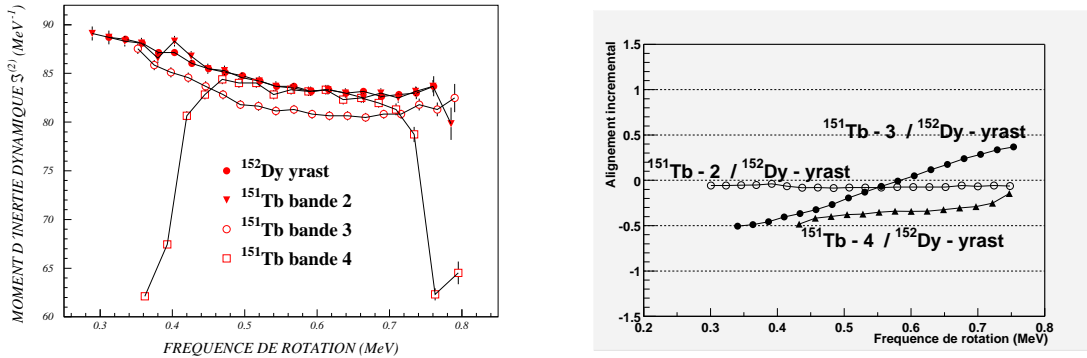 MOMENT D'INERTIE DYNAMIQUE ℑ(2) (MeV-1)
90
85
80
75
70
65
60
152Dy yrast
151Tb bande 2
151Tb bande 3
151Tb bande 4
0.3 0.4 0.5 0.6 0.7 0.8
FREQUENCE DE ROTATION (MeV)
Alignement incremental
1.5
1
0.5
0
-0.5
-1
-1.5
151Tb - 3 / 152Dy - yrast
151Tb - 2 / 152Dy - yrast
151Tb - 4 / 152Dy - yrast
0.2 0.3 0.4 0.5 0.6 0.7 0.8
Frequence de rotation (MeV)